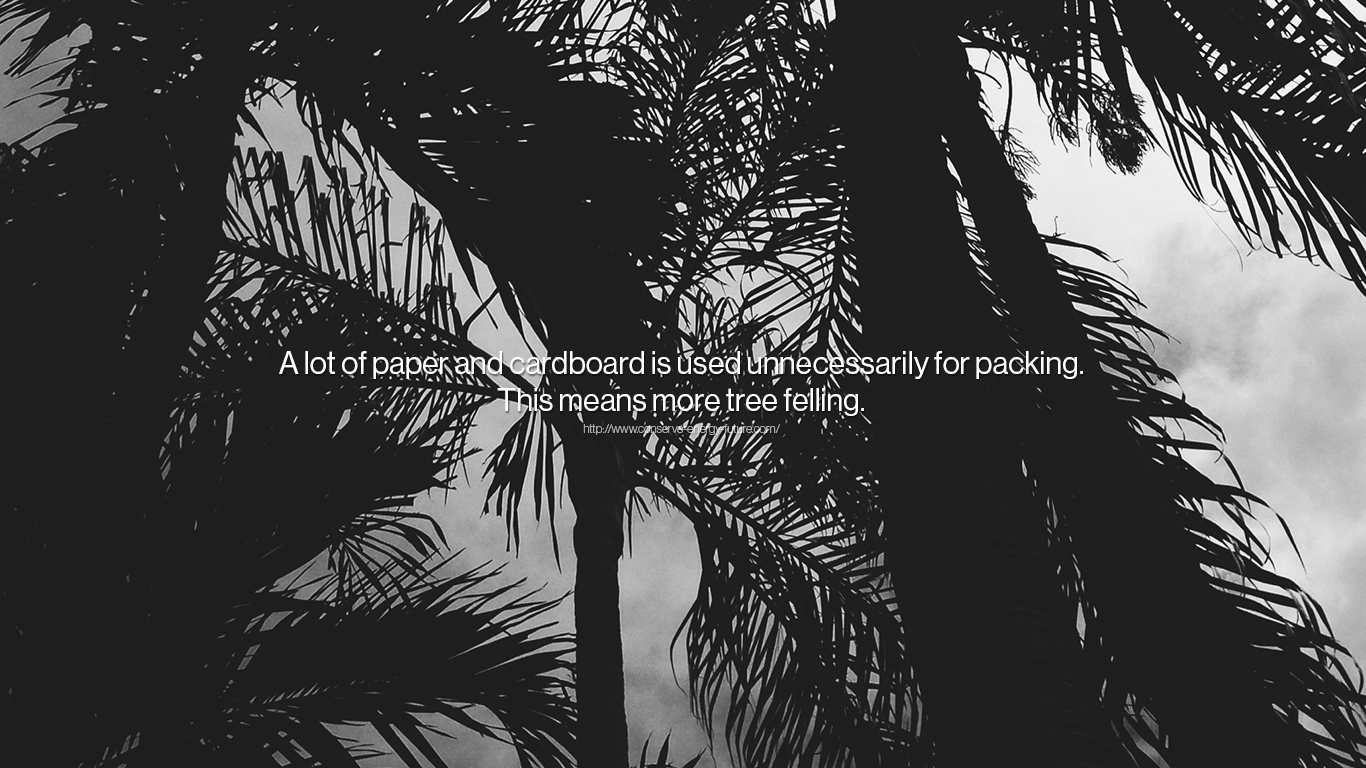 A lot of paper and cardboard is used unnecessarily for packing.
This means more tree felling.
http://www.conserve-energy-future.com/